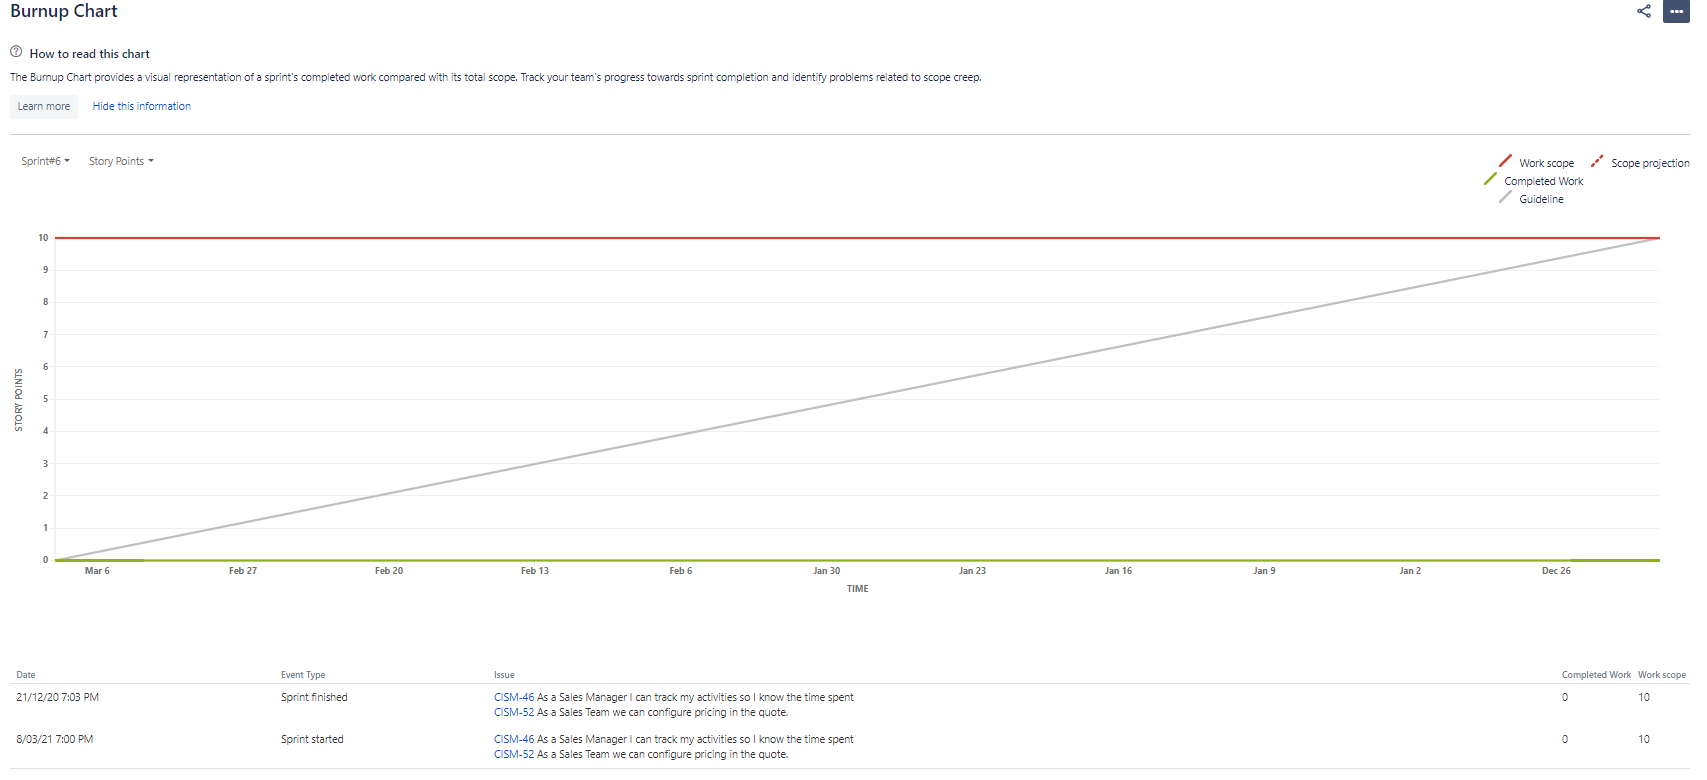 Burnup Chart
How to read this chart
The Burnup Chart provides a visual representation of a sprint's completed work compared with its total scope. Track your team's progress towards sprint completion and identify problems related to scope creep.
Learn more Hide this information
Sprint#6 Story Points
Work scope Scope projection
Completed Work
Guideline
10
9
8
7
6
5
4
3
2
1
0
STORY POINTS
Mar 6 Feb 27 Feb 20 Feb 13 Feb 6 Jan 30 Jan 23 Jan 16 Jan 9 Jan 2 Dec 26
TIME
Date Event Type Issue Completed Work Work scope
21/12/20 7:03 PM Sprint finished CISM-46 As a Sales Manager I can track my activities so I know the time spent 0 10
CISM-52 As a Sales Team we can configure pricing in the quote.
8/03/21 7:00 PM Sprint started CISM-46 As a Sales Manager I can track my activities so I know the time spent 0 10
CISM-52 As a Sales Team we can configure pricing in the quote.